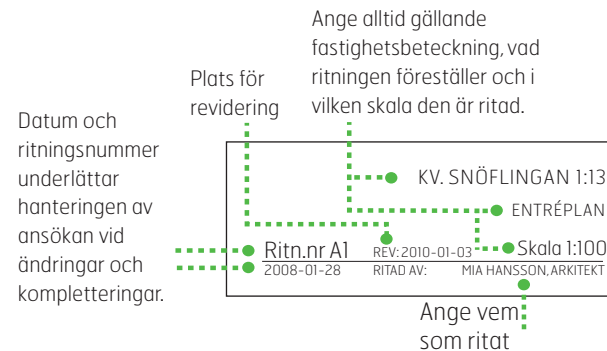 Ange alltid gällande
fastighetsbeteckning, vad
ritningen föreställer och i
vilken skala den är ritad.
Plats för
revidering
Datum och
ritningsnummer
underlättar
hanteringen av
ansökan vid
ändringar och
kompletteringar.
KV. SNÖFLINGAN 1:13
ENTRÉPLAN
Ritn.nr A1 REV: 2010-01-03 Skala 1:100
2008-01-28 RITAD AV: MIA HANSSON, ARKITEKT
Ange vem
som ritat